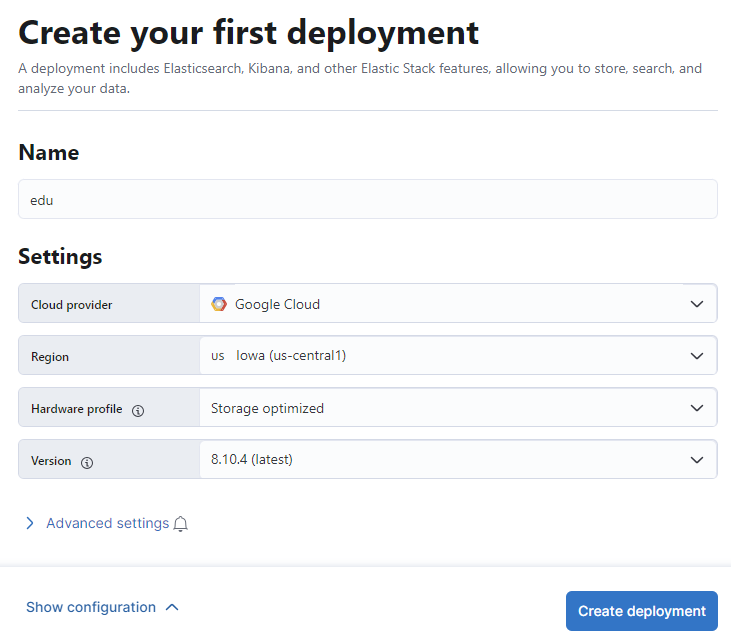 Create your first deployment
A deployment includes Elasticsearch, Kibana, and other Elastic Stack features, allowing you to store, search, and
analyze your data.
Name
edu
Settings
Cloud provider Google Cloud
Region us Iowa (us-central1)
Hardware profile Storage optimized
Version 8.10.4 (latest)
Advanced settings
Show configuration Create deployment